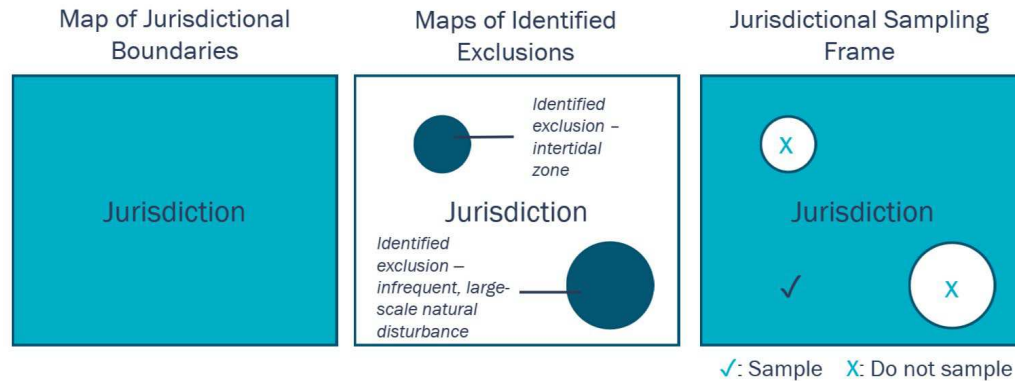 Map of Jurisdictional
Boundaries
Jurisdiction
Maps of Identified
Exclusions
Identified
exclusion –
intertidal
zone
Jurisdiction
Identified
exclusion –
infrequent, large-
scale natural
disturbance
Jurisdictional Sampling
Frame
X
Jurisdiction
✓
X
✓: Sample X: Do not sample